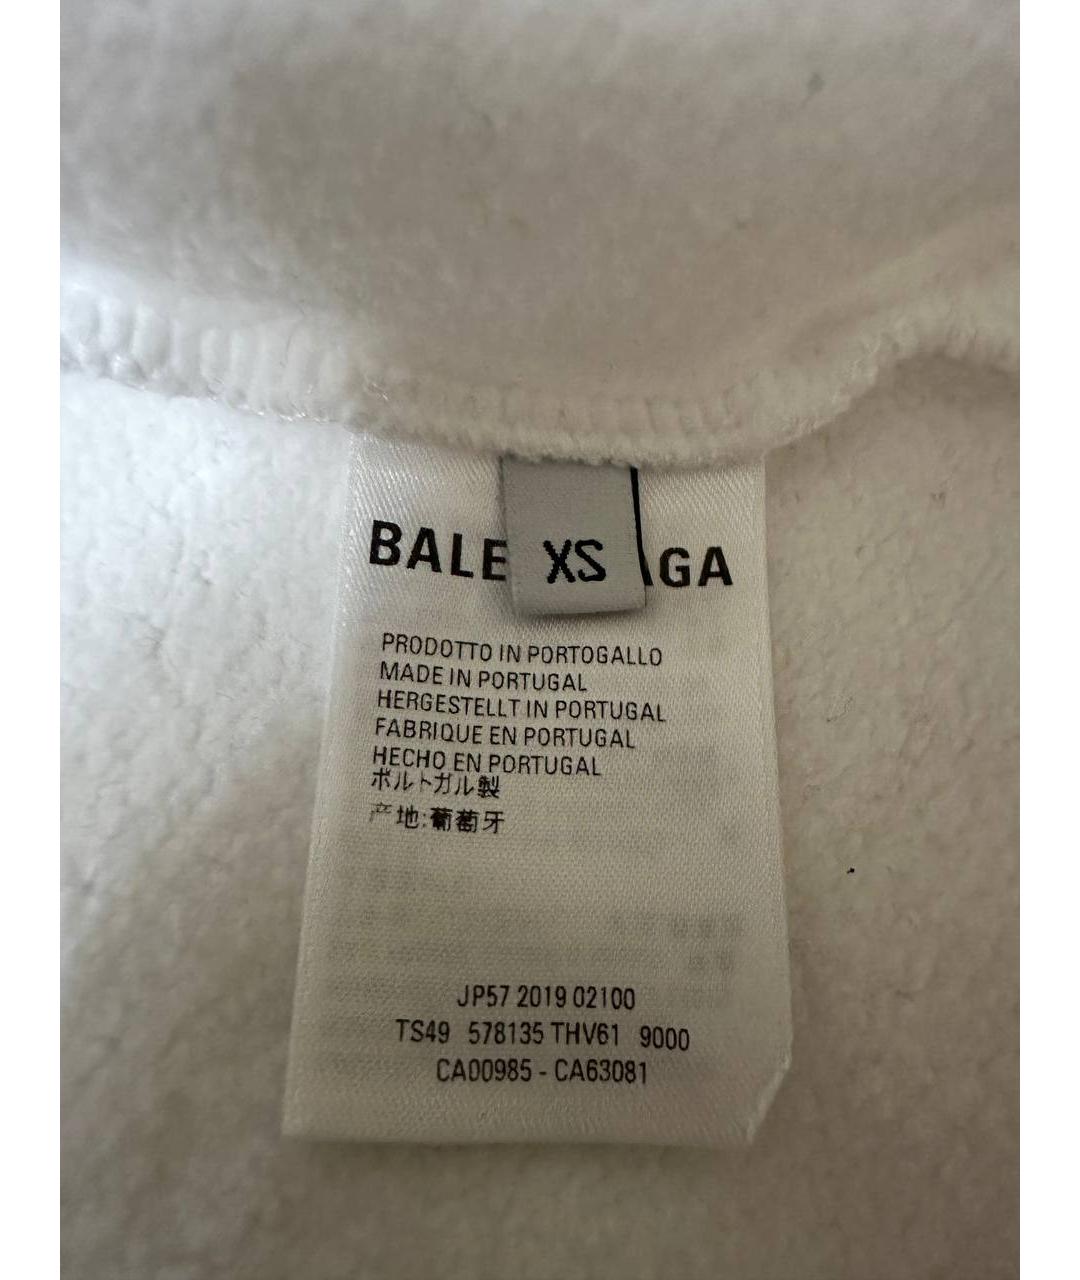 BALE XS GA
PRODOTTO IN PORTOGALLO
MADE IN PORTUGAL
HERGESTELLT IN PORTUGAL
FABRIQUE EN PORTUGAL
HECHO EN PORTUGAL
ポルトガル製
产地:葡萄牙
JP57 2019 02100
TS49 578135 THV61 9000
CA00985 - CA63081